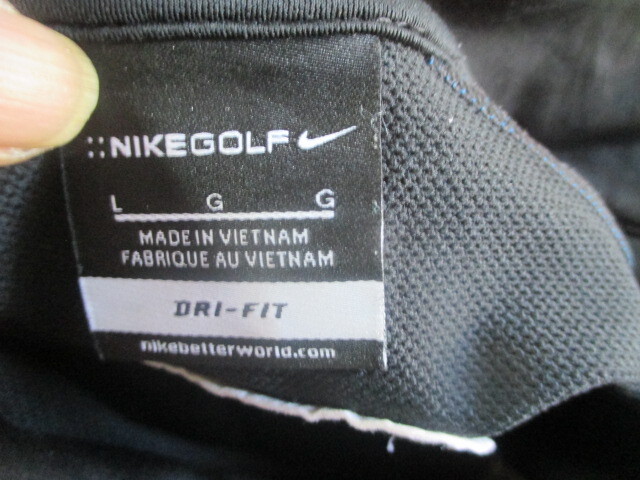 ::NIKEGOLF
L G G
MADE IN VIETNAM
FABRIQUE AU VIETNAM
DRI-FIT
nikebetterworld.com